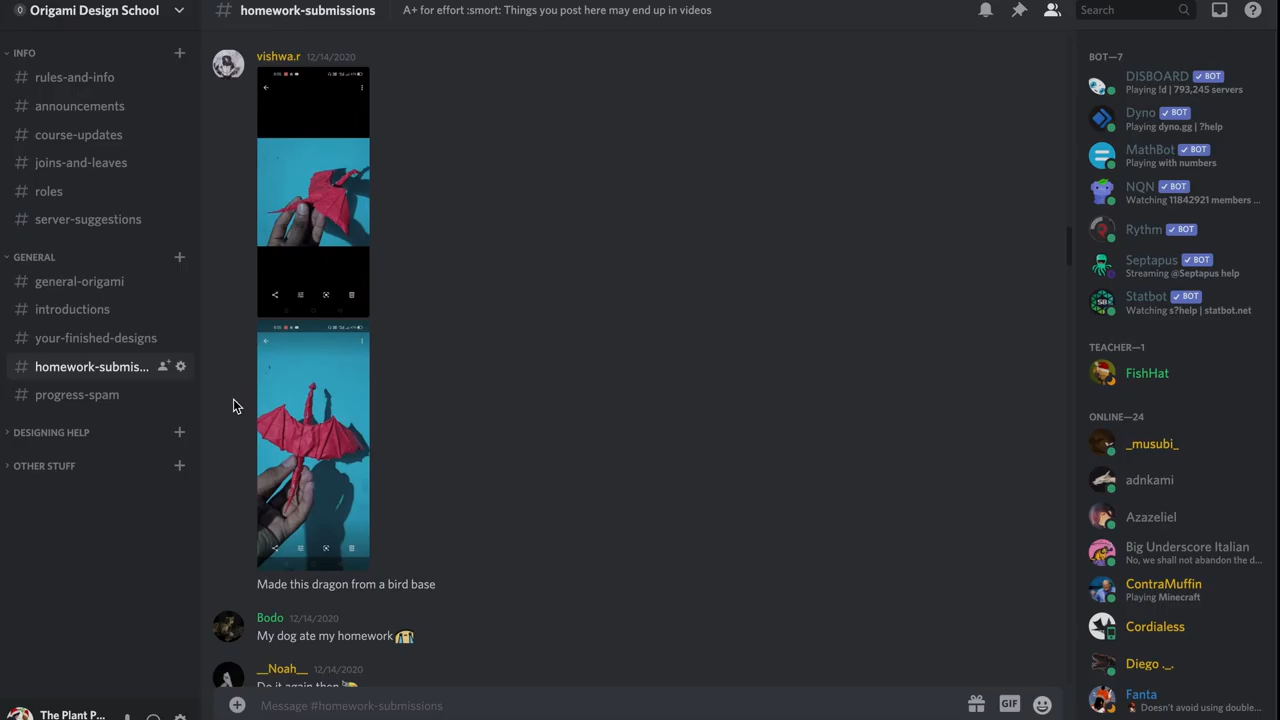 Origami Design School
# homework-submissions
A+ for effort :smort: Things you post here may end up in videos
Search
INFO
# rules-and-info
# announcements
# course-updates
# joins-and-leaves
# roles
# server-suggestions
GENERAL
# general-origami
# introductions
# your-finished-designs
# homework-submis...
# progress-spam
DESIGNING HELP
OTHER STUFF
The Plant P...
vishwa.r 12/14/2020
Made this dragon from a bird base
Bodo 12/14/2020
My dog ate my homework
__Noah__ 12/14/2020
Do it again then
Message #homework-submissions
GIF
BOT—7
DISBOARD BOT
Playing !d | 793,245 servers
Dyno BOT
Playing dyno.gg | ?help
MathBot BOT
Playing with numbers
NQN BOT
Watching 11842921 members ...
Rythm BOT
Septapus BOT
Streaming @Septapus help
Statbot BOT
Watching s?help | statbot.net
TEACHER—1
FishHat
ONLINE—24
_musubi_
adnkami
Azazeliel
Big Underscore Italian
No, we shall not abandon the d...
ContraMuffin
Playing Minecraft
Cordialess
Diego ._.
Fanta
Doesn't avoid using double...